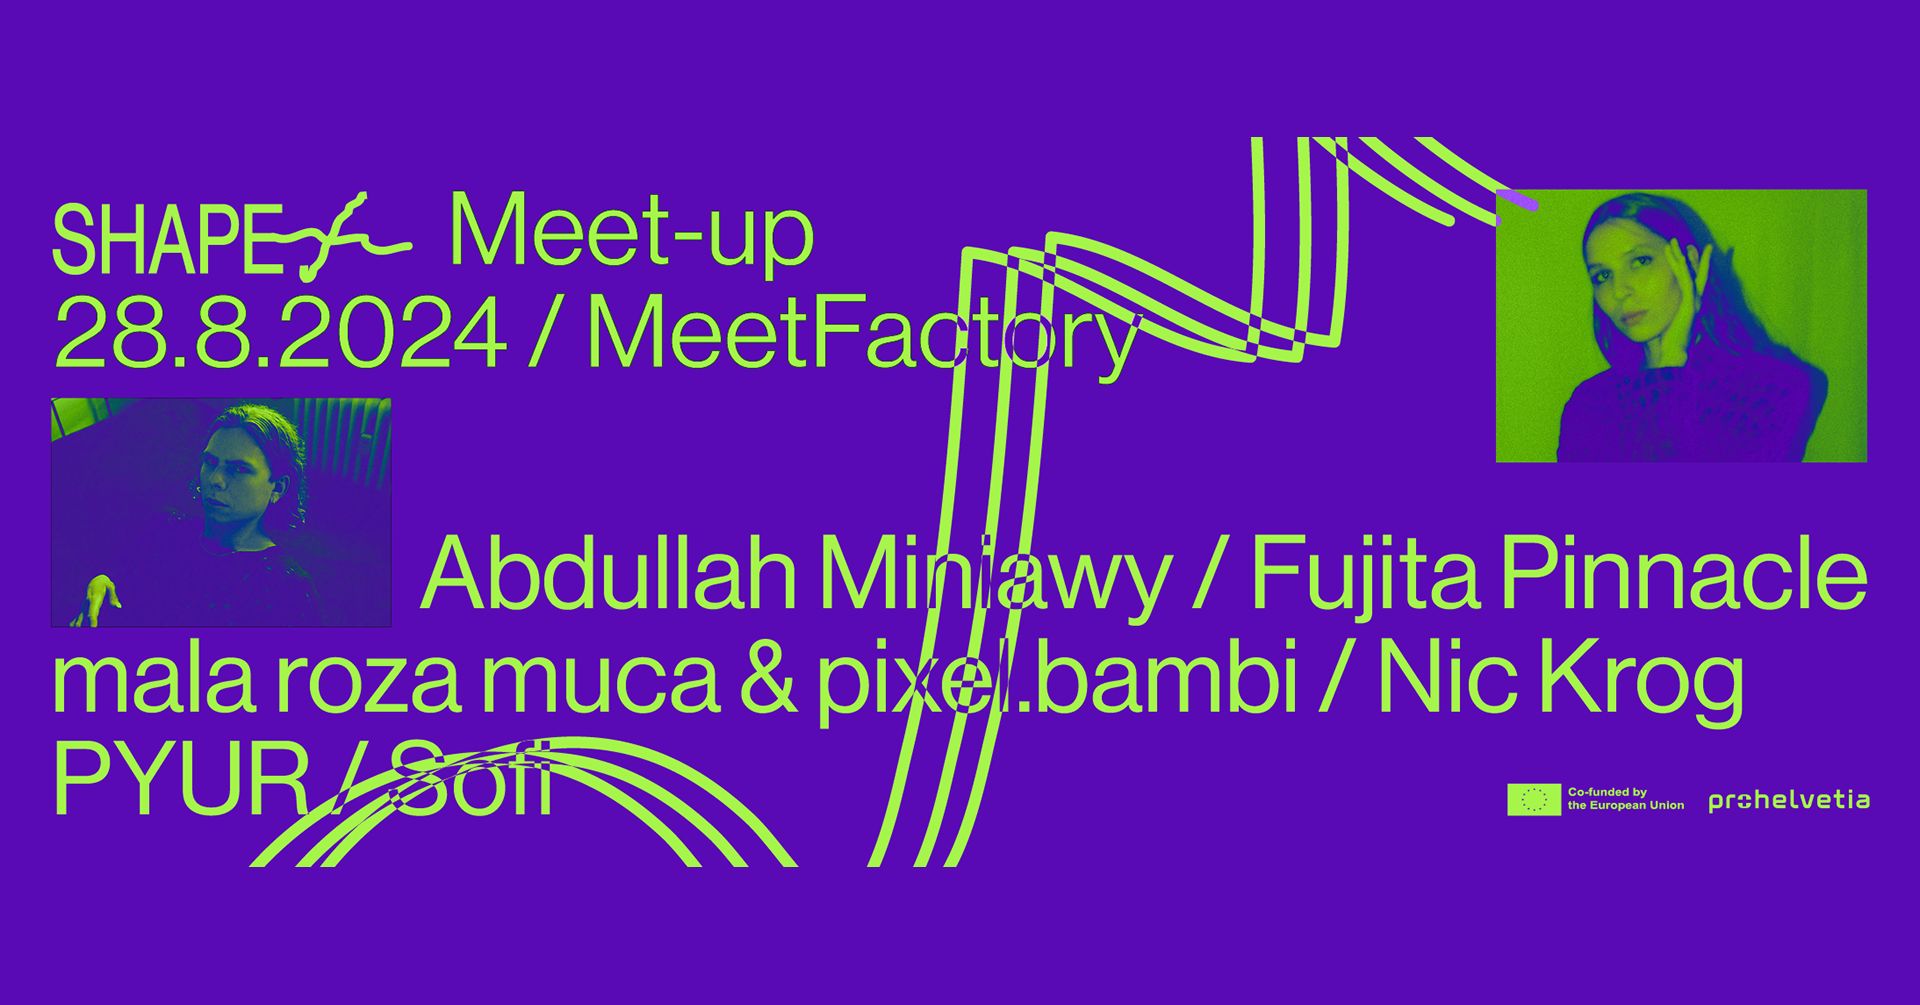 SHAPE+ Meet-up
28.8.2024 / MeetFactory
Abdullah Miniawy / Fujita Pinnacle
mala roza muca & pixel.bambi / Nic Krog
PYUR / Sofi
Co-funded by
the European Union
prohelvetia